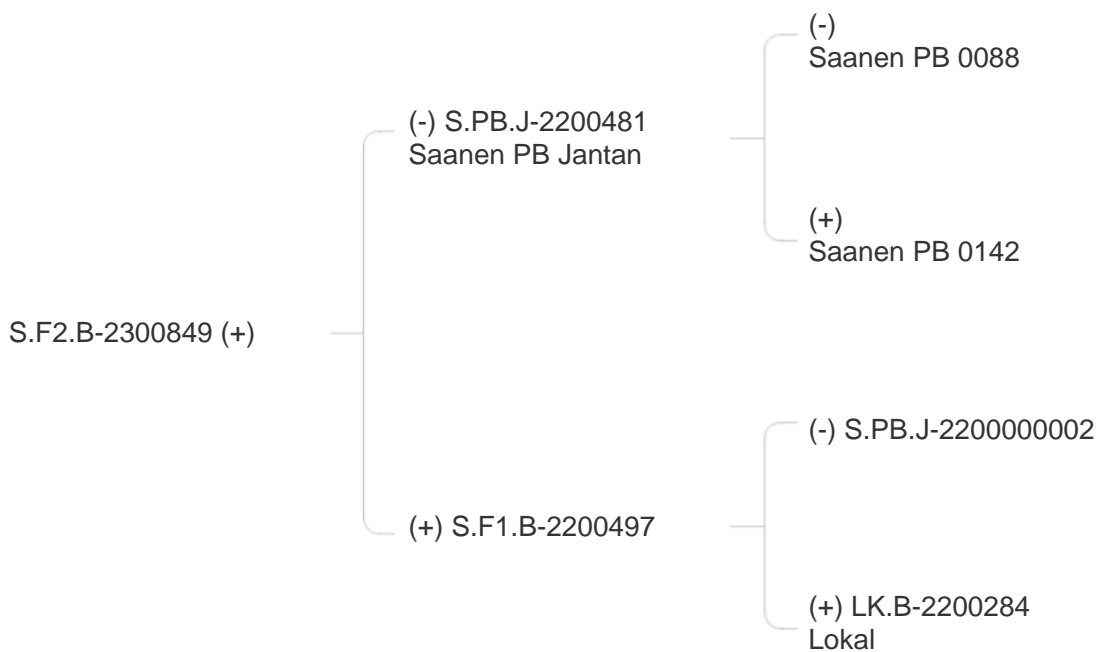 (-)
Saanen PB 0088
(-) S.PB.J-2200481
Saanen PB Jantan
(+)
Saanen PB 0142
S.F2.B-2300849 (+)
(-) S.PB.J-2200000002
(+) S.F1.B-2200497
(+) LK.B-2200284
Lokal